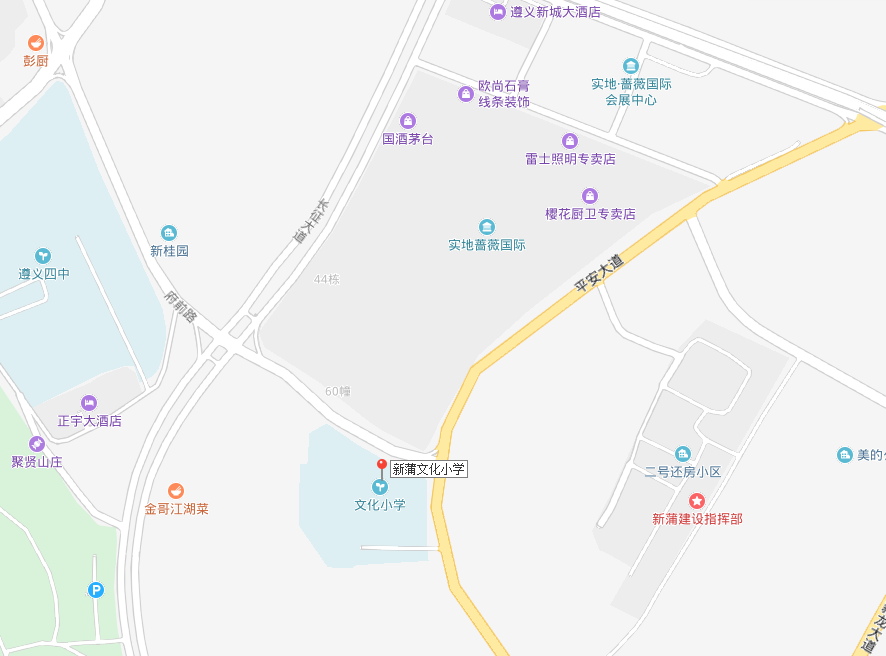 遵义新城大酒店
彭厨
实地·蔷薇国际
会展中心
欧尚石膏
线条装饰
国酒茅台
雷士照明专卖店
樱花厨卫专卖店
长征大道
实地蔷薇国际
新桂园
遵义四中
平安大道
44栋
府前路
60幢
正宇大酒店
聚贤山庄
新蒲文化小学
二号还房小区
美的公
文化小学
金哥江湖菜
新蒲建设指挥部
P
龙大道